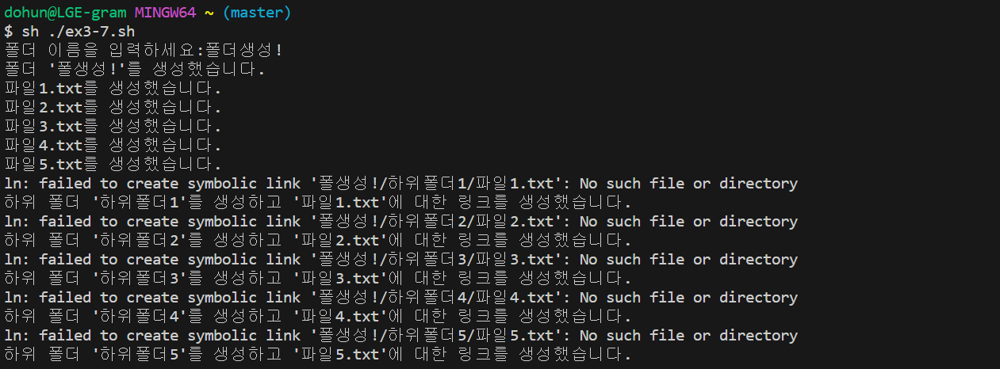 dohun@LGE-gram MINGW64 ~ (master)
$ sh ./ex3-7.sh
폴더 이름을 입력하세요:폴더생성!
폴더 '폴생성!'를 생성했습니다.
파일1.txt를 생성했습니다.
파일2.txt를 생성했습니다.
파일3.txt를 생성했습니다.
파일4.txt를 생성했습니다.
파일5.txt를 생성했습니다.
ln: failed to create symbolic link '폴생성!/하위폴더1/파일1.txt': No such file or directory
하위 폴더 '하위폴더1'를 생성하고 '파일1.txt'에 대한 링크를 생성했습니다.
ln: failed to create symbolic link '폴생성!/하위폴더2/파일2.txt': No such file or directory
하위 폴더 '하위폴더2'를 생성하고 '파일2.txt'에 대한 링크를 생성했습니다.
ln: failed to create symbolic link '폴생성!/하위폴더3/파일3.txt': No such file or directory
하위 폴더 '하위폴더3'를 생성하고 '파일3.txt'에 대한 링크를 생성했습니다.
ln: failed to create symbolic link '폴생성!/하위폴더4/파일4.txt': No such file or directory
하위 폴더 '하위폴더4'를 생성하고 '파일4.txt'에 대한 링크를 생성했습니다.
ln: failed to create symbolic link '폴생성!/하위폴더5/파일5.txt': No such file or directory
하위 폴더 '하위폴더5'를 생성하고 '파일5.txt'에 대한 링크를 생성했습니다.